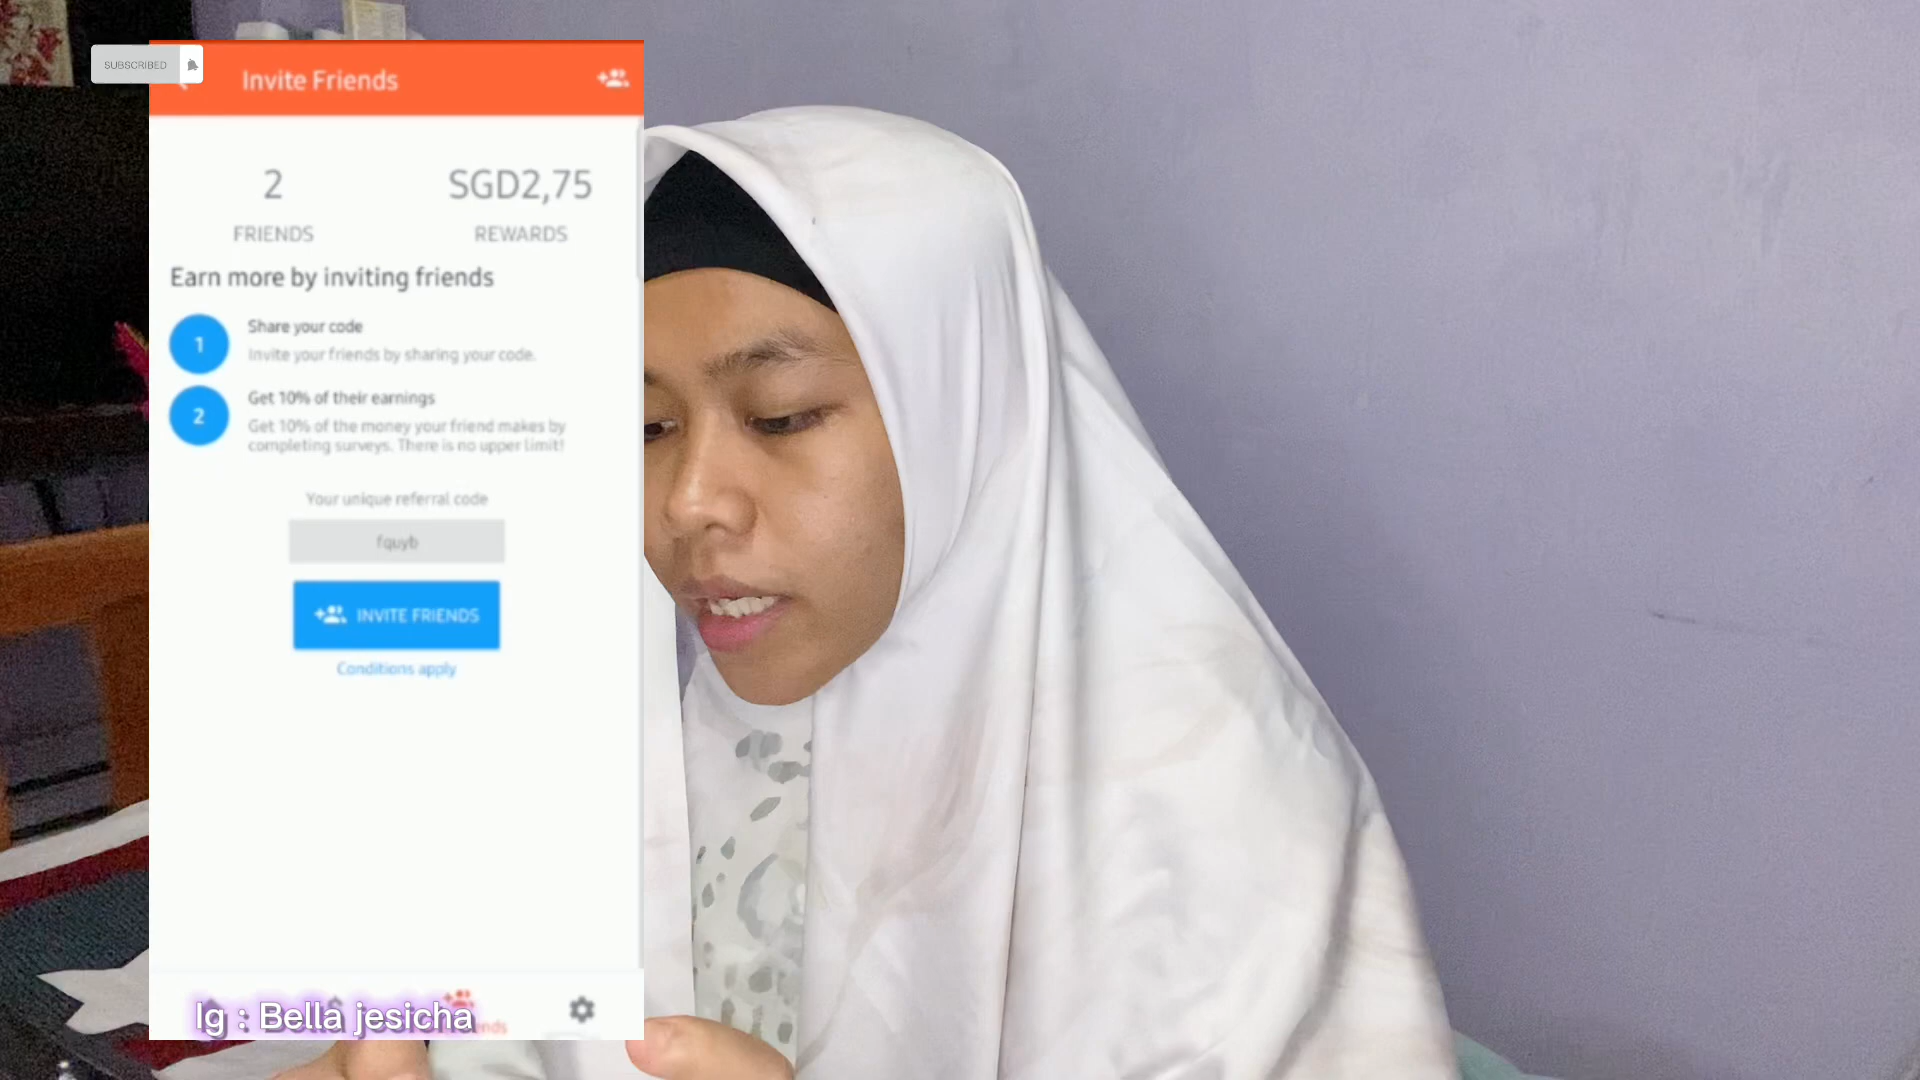 SUBSCRIBED
Invite Friends
2
SGD2,75
FRIENDS
REWARDS
Earn more by inviting friends
1
Share your code
Invite your friends by sharing your code.
2
Get 10% of their earnings
Get 10% of the money your friend makes by
completing surveys. There is no upper limit!
Your unique referral code
fquyb
INVITE FRIENDS
Conditions apply
Ig : Bella jesicha